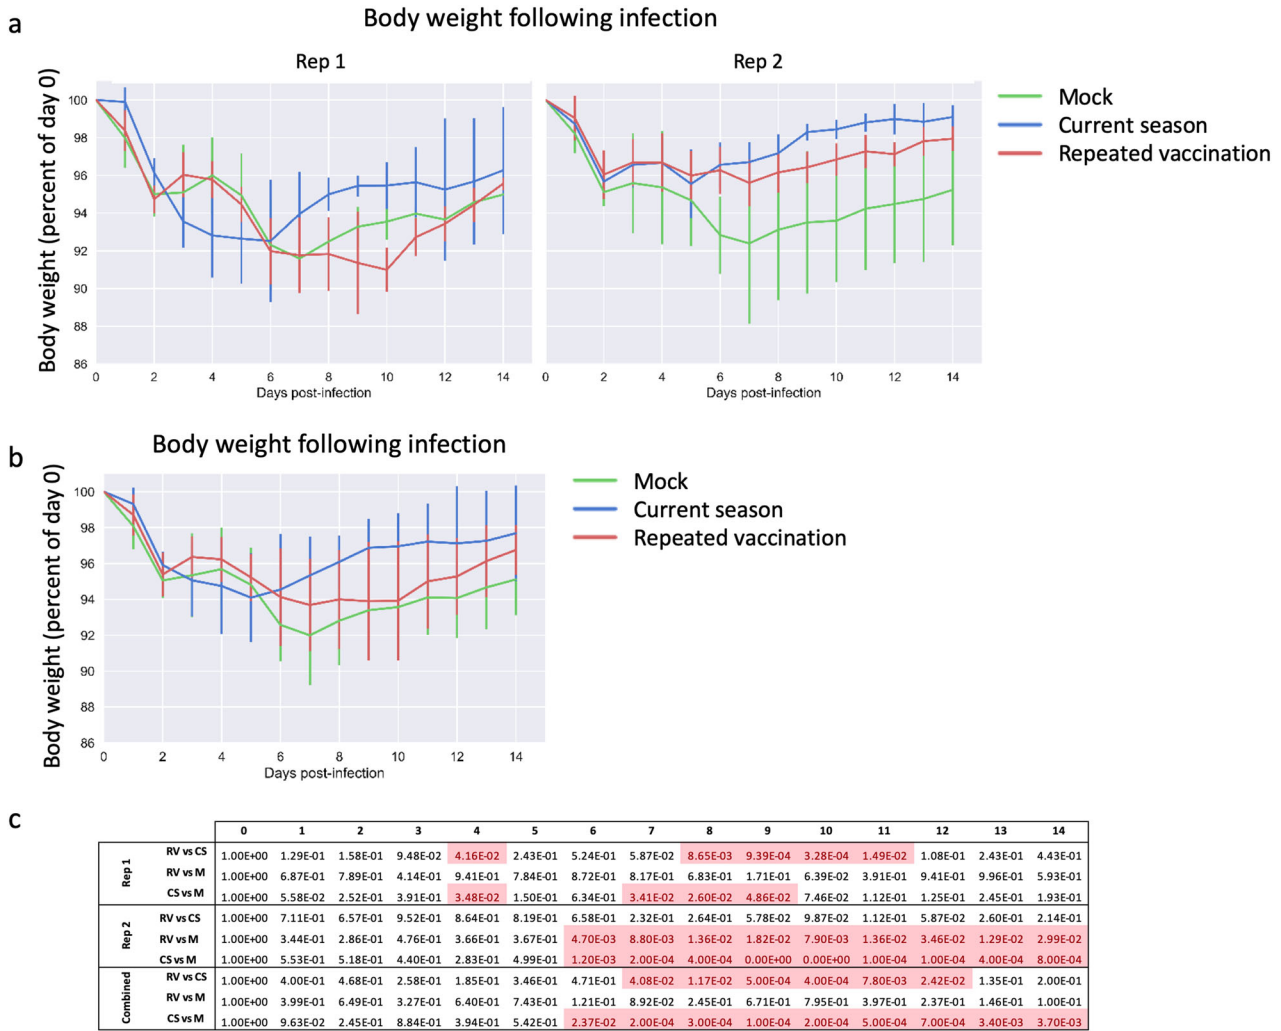 a
Body weight following infection
Rep 1
Rep 2
Body weight (percent of day 0)
100
98
96
94
92
90
88
86
0 2 4 6 8 10 12 14
0 2 4 6 8 10 12 14
Days post-infection
Days post-infection
Mock
Current season
Repeated vaccination
b
Body weight following infection
Body weight (percent of day 0)
100
98
96
94
92
90
88
86
0 2 4 6 8 10 12 14
Days post-infection
Mock
Current season
Repeated vaccination
c
0 1 2 3 4 5 6 7 8 9 10 11 12 13 14
Rep 1
RV vs CS 1.00E+00 1.29E-01 1.58E-01 9.48E-02 4.16E-02 2.43E-01 5.24E-01 5.87E-02 8.65E-03 9.39E-04 3.28E-04 1.49E-02 1.08E-01 2.43E-01 4.43E-01
RV vs M 1.00E+00 6.87E-01 7.89E-01 4.14E-01 9.41E-01 7.84E-01 8.72E-01 8.17E-01 6.83E-01 1.71E-01 6.39E-02 3.91E-01 9.41E-01 9.96E-01 5.93E-01
CS vs M 1.00E+00 5.58E-02 2.52E-01 3.91E-01 3.48E-02 1.50E-01 6.34E-01 3.41E-02 2.60E-02 4.86E-02 7.46E-02 1.12E-01 1.25E-01 2.45E-01 1.93E-01
Rep 2
RV vs CS 1.00E+00 7.11E-01 6.57E-01 9.52E-01 8.64E-01 8.19E-01 6.58E-01 2.32E-01 2.64E-01 5.78E-02 9.87E-02 1.12E-01 5.87E-02 2.60E-01 2.14E-01
RV vs M 1.00E+00 3.44E-01 2.86E-01 4.76E-01 3.66E-01 3.67E-01 4.70E-03 8.80E-03 1.36E-02 1.82E-02 7.90E-03 1.36E-02 3.46E-02 1.29E-02 2.99E-02
CS vs M 1.00E+00 5.53E-01 5.18E-01 4.40E-01 2.83E-01 4.99E-01 1.20E-03 2.00E-04 4.00E-04 0.00E+00 0.00E+00 1.00E-04 1.00E-04 4.00E-04 8.00E-04
Combined
RV vs CS 1.00E+00 4.00E-01 4.68E-01 2.58E-01 1.85E-01 3.46E-01 4.71E-01 4.08E-02 1.17E-02 5.00E-04 4.00E-04 7.80E-03 2.42E-02 1.35E-01 2.00E-01
RV vs M 1.00E+00 3.99E-01 6.49E-01 3.27E-01 6.40E-01 7.43E-01 1.21E-01 8.92E-02 2.45E-01 6.71E-01 7.95E-01 3.97E-01 2.37E-01 1.46E-01 1.00E-01
CS vs M 1.00E+00 9.63E-02 2.45E-01 8.84E-01 3.94E-01 5.42E-01 2.37E-02 2.00E-04 3.00E-04 1.00E-04 2.00E-04 5.00E-04 7.00E-04 3.40E-03 3.70E-03